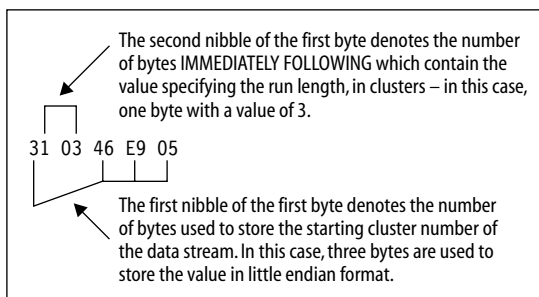 The second nibble of the first byte denotes the number
of bytes IMMEDIATELY FOLLOWING which contain the
value specifying the run length, in clusters – in this case,
one byte with a value of 3.
31 03 46 E9 05
The first nibble of the first byte denotes the number
of bytes used to store the starting cluster number of
the data stream. In this case, three bytes are used to
store the value in little endian format.